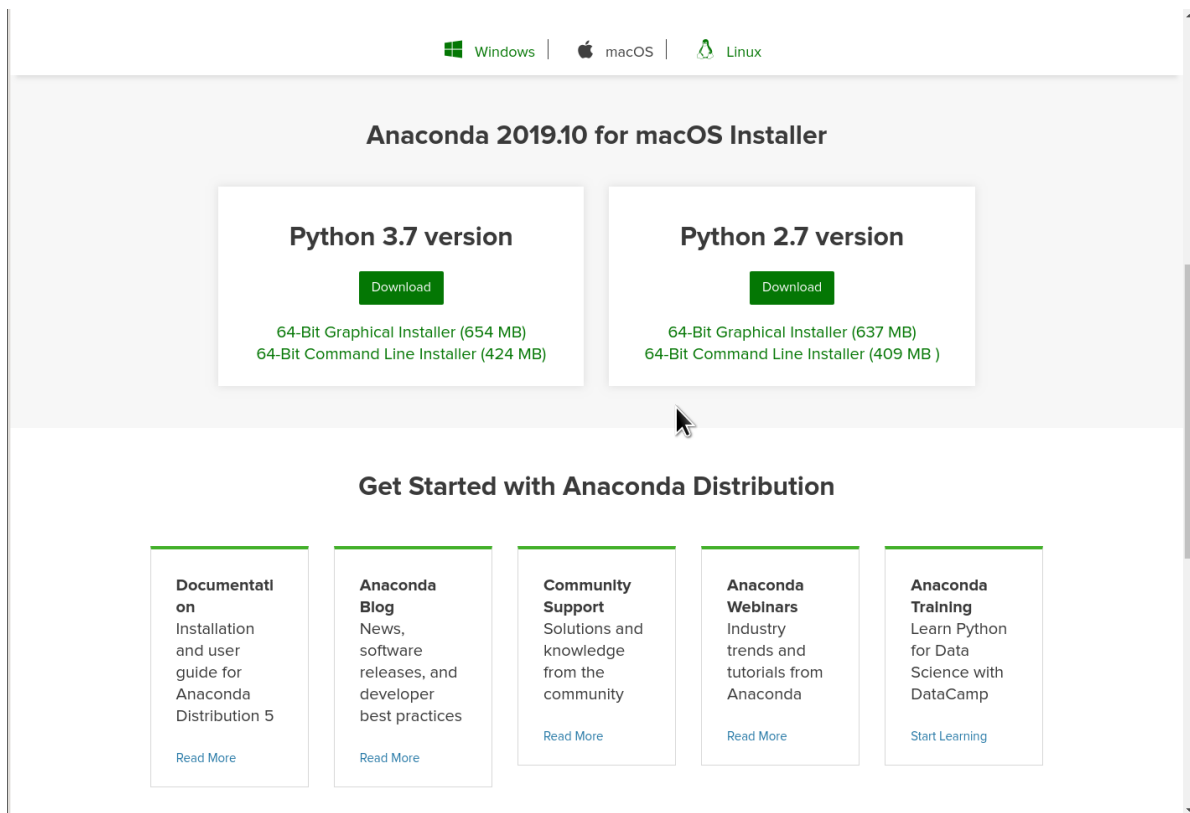 Windows macOS Linux
Anaconda 2019.10 for macOS Installer
Python 3.7 version
Download
64-Bit Graphical Installer (654 MB)
64-Bit Command Line Installer (424 MB)
Python 2.7 version
Download
64-Bit Graphical Installer (637 MB)
64-Bit Command Line Installer (409 MB )
Get Started with Anaconda Distribution
Documentati
on
Installation
and user
guide for
Anaconda
Distribution 5
Read More
Anaconda
Blog
News,
software
releases, and
developer
best practices
Read More
Community
Support
Solutions and
knowledge
from the
community
Read More
Anaconda
Webinars
Industry
trends and
tutorials from
Anaconda
Read More
Anaconda
Training
Learn Python
for Data
Science with
DataCamp
Start Learning